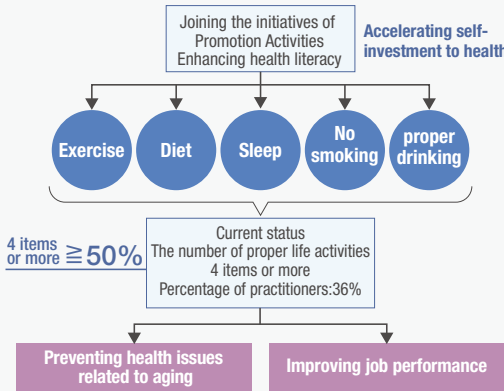 Joining the initiatives of
Promotion Activities
Enhancing health literacy
Accelerating self-
investment to health
Exercise
Diet
Sleep
No
smoking
proper
drinking
4 items
or more ≧50%
Current status
The number of proper life activities
4 items or more
Percentage of practitioners:36%
Preventing health issues
related to aging
Improving job performance